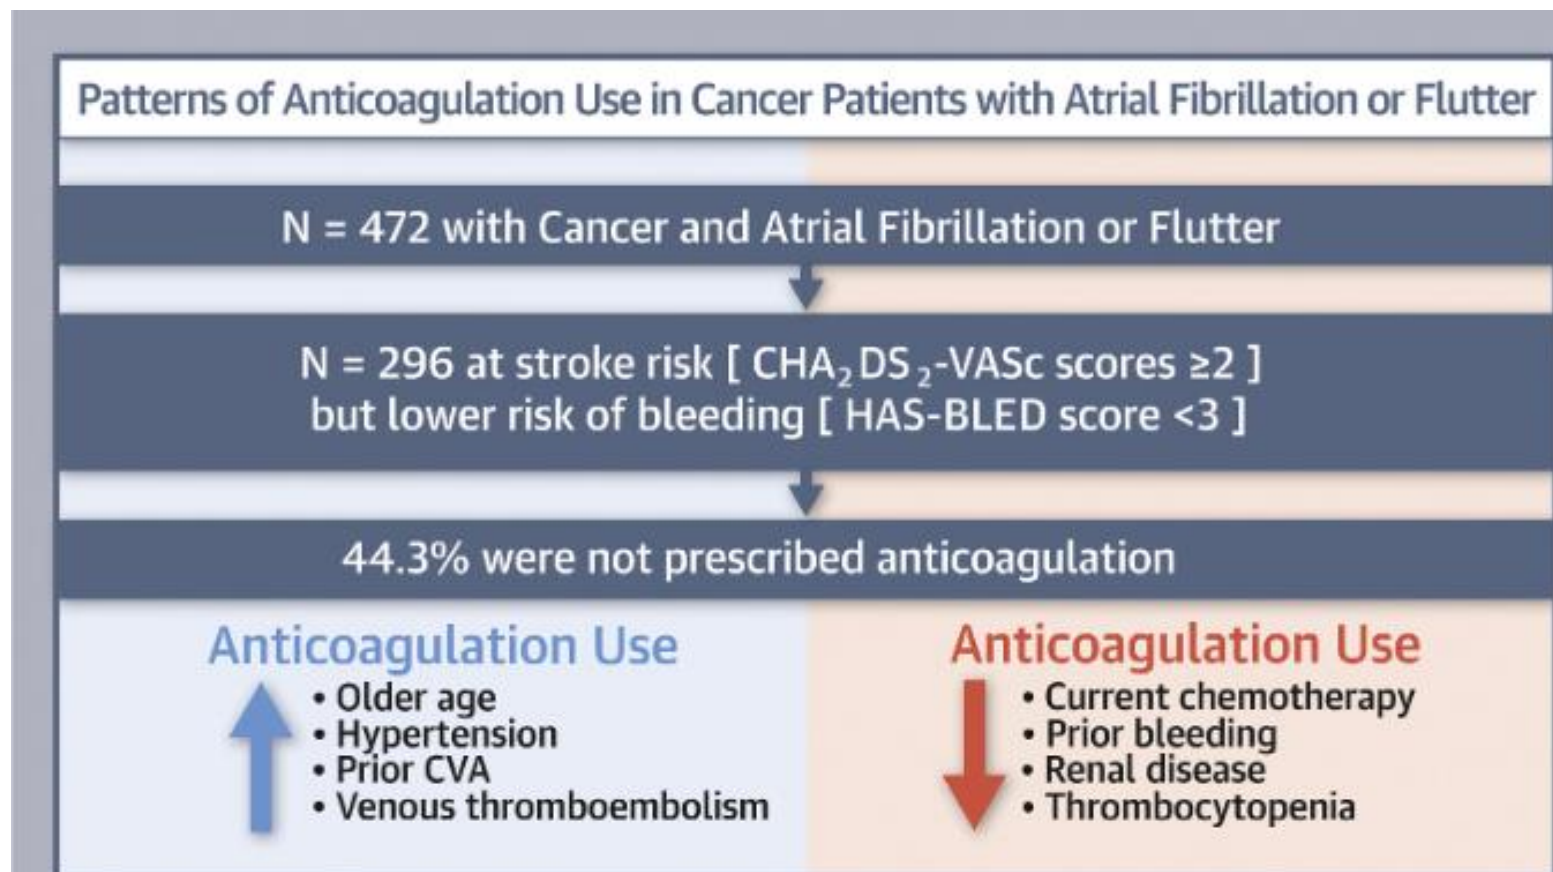 Patterns of Anticoagulation Use in Cancer Patients with Atrial Fibrillation or Flutter
N = 472 with Cancer and Atrial Fibrillation or Flutter
N = 296 at stroke risk [ CHA₂DS₂-VASc scores ≥2 ]
but lower risk of bleeding [ HAS-BLED score <3 ]
44.3% were not prescribed anticoagulation
Anticoagulation Use
• Older age
• Hypertension
• Prior CVA
• Venous thromboembolism
Anticoagulation Use
• Current chemotherapy
• Prior bleeding
• Renal disease
• Thrombocytopenia